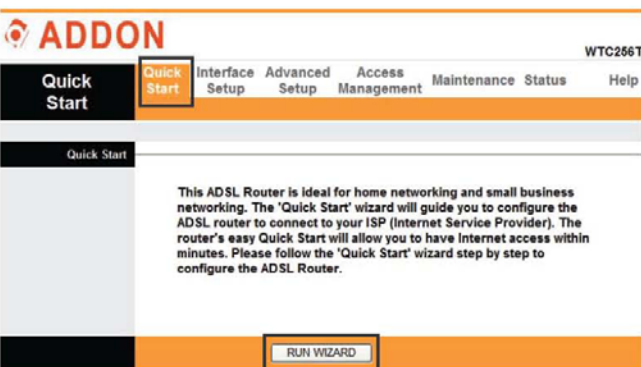 ADDON
WTC256T
Quick Start
Quick Start
Interface Setup
Advanced Setup
Access Management
Maintenance
Status
Help
Quick Start
This ADSL Router is ideal for home networking and small business
networking. The 'Quick Start' wizard will guide you to configure the
ADSL router to connect to your ISP (Internet Service Provider). The
router's easy Quick Start will allow you to have Internet access within
minutes. Please follow the 'Quick Start' wizard step by step to
configure the ADSL Router.
RUN WIZARD